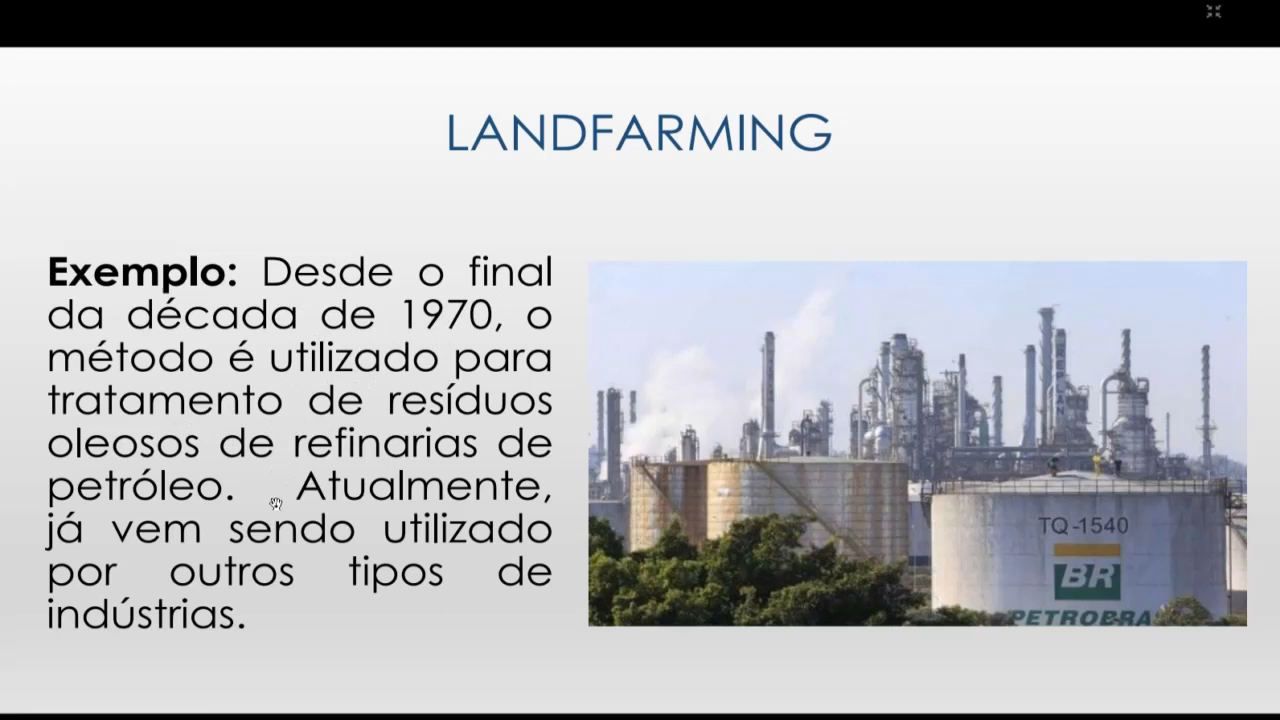 LANDFARMING
Exemplo: Desde o final
da década de 1970, o
método é utilizado para
tratamento de resíduos
oleosos de refinarias de
petróleo. Atualmente,
já vem sendo utilizado
por outros tipos de
indústrias.
TQ-1540
BR
PETROBRA